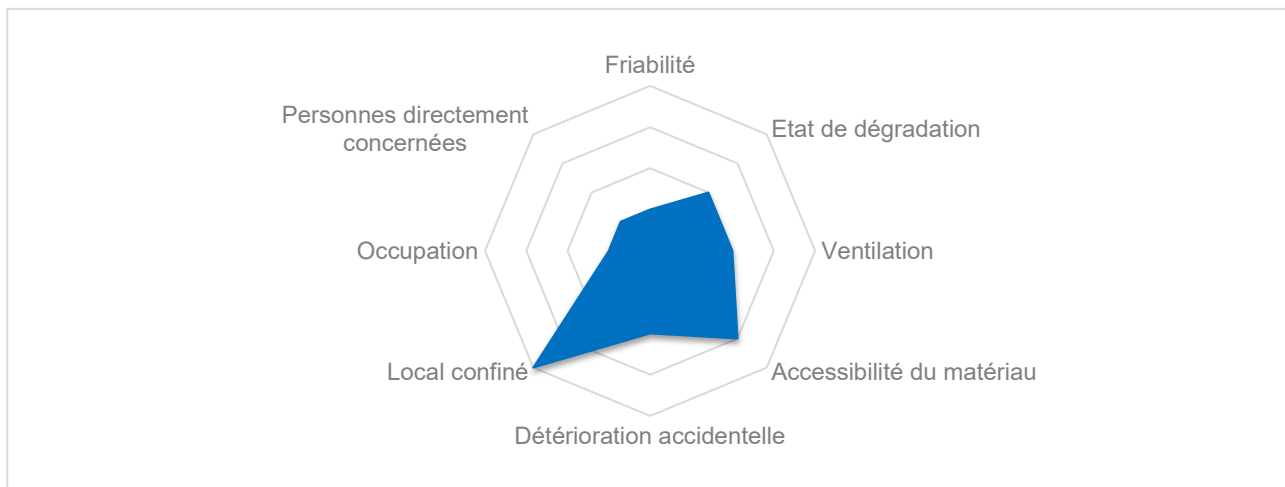 Friabilité
Personnes directement
concernées
Etat de dégradation
Occupation
Ventilation
Local confiné
Accessibilité du matériau
Détérioration accidentelle